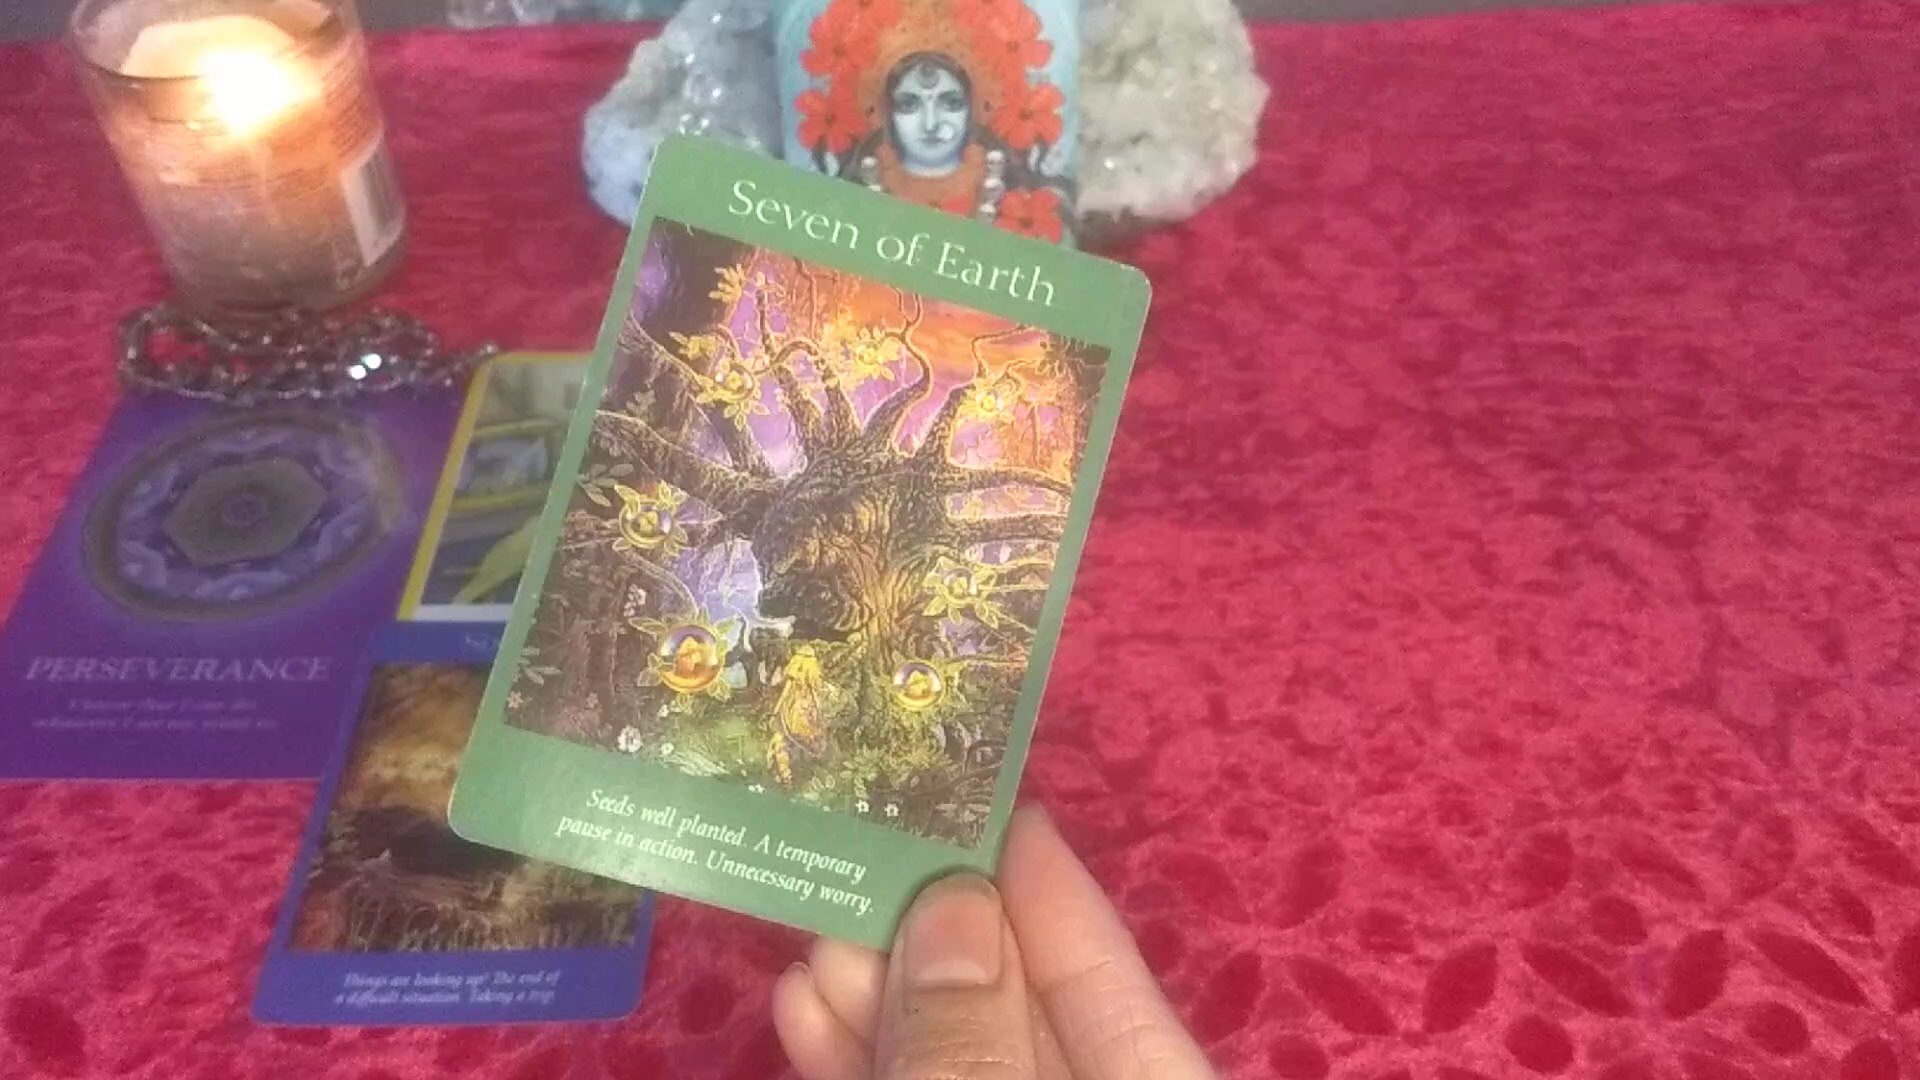 Seven of Earth
Seeds well planted. A temporary
pause in action. Unnecessary worry.
PERSEVERANCE
Things are looking up! The end of
a difficult situation. Taking a trip.